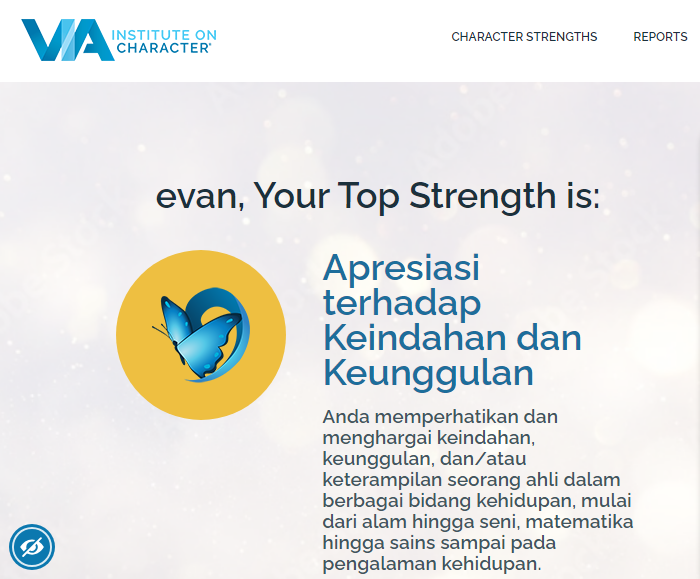 VIA INSTITUTE ON
CHARACTER®
CHARACTER STRENGTHS
REPORTS
evan, Your Top Strength is:
Apresiasi
terhadap
Keindahan dan
Keunggulan
Anda memperhatikan dan
menghargai keindahan,
keunggulan, dan/atau
keterampilan seorang ahli dalam
berbagai bidang kehidupan, mulai
dari alam hingga seni, matematika
hingga sains sampai pada
pengalaman kehidupan.